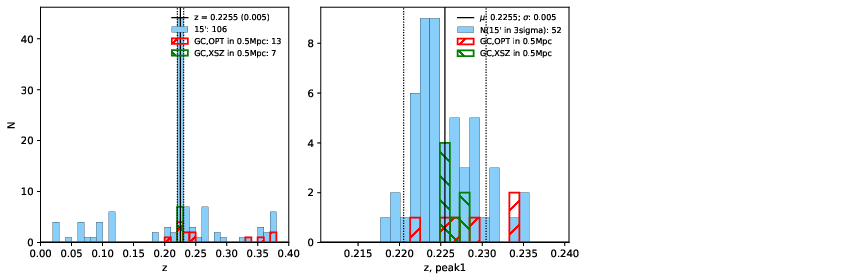 z = 0.2255 (0.005)
15': 106
GC,OPT in 0.5Mpc: 13
GC,XSZ in 0.5Mpc: 7
40
30
20
10
0
N
0.00 0.05 0.10 0.15 0.20 0.25 0.30 0.35 0.40
z
μ: 0.2255; σ: 0.005
N(15' in 3sigma): 52
GC,OPT in 0.5Mpc
GC,XSZ in 0.5Mpc
8
6
4
2
0
0.215 0.220 0.225 0.230 0.235 0.240
z, peak1